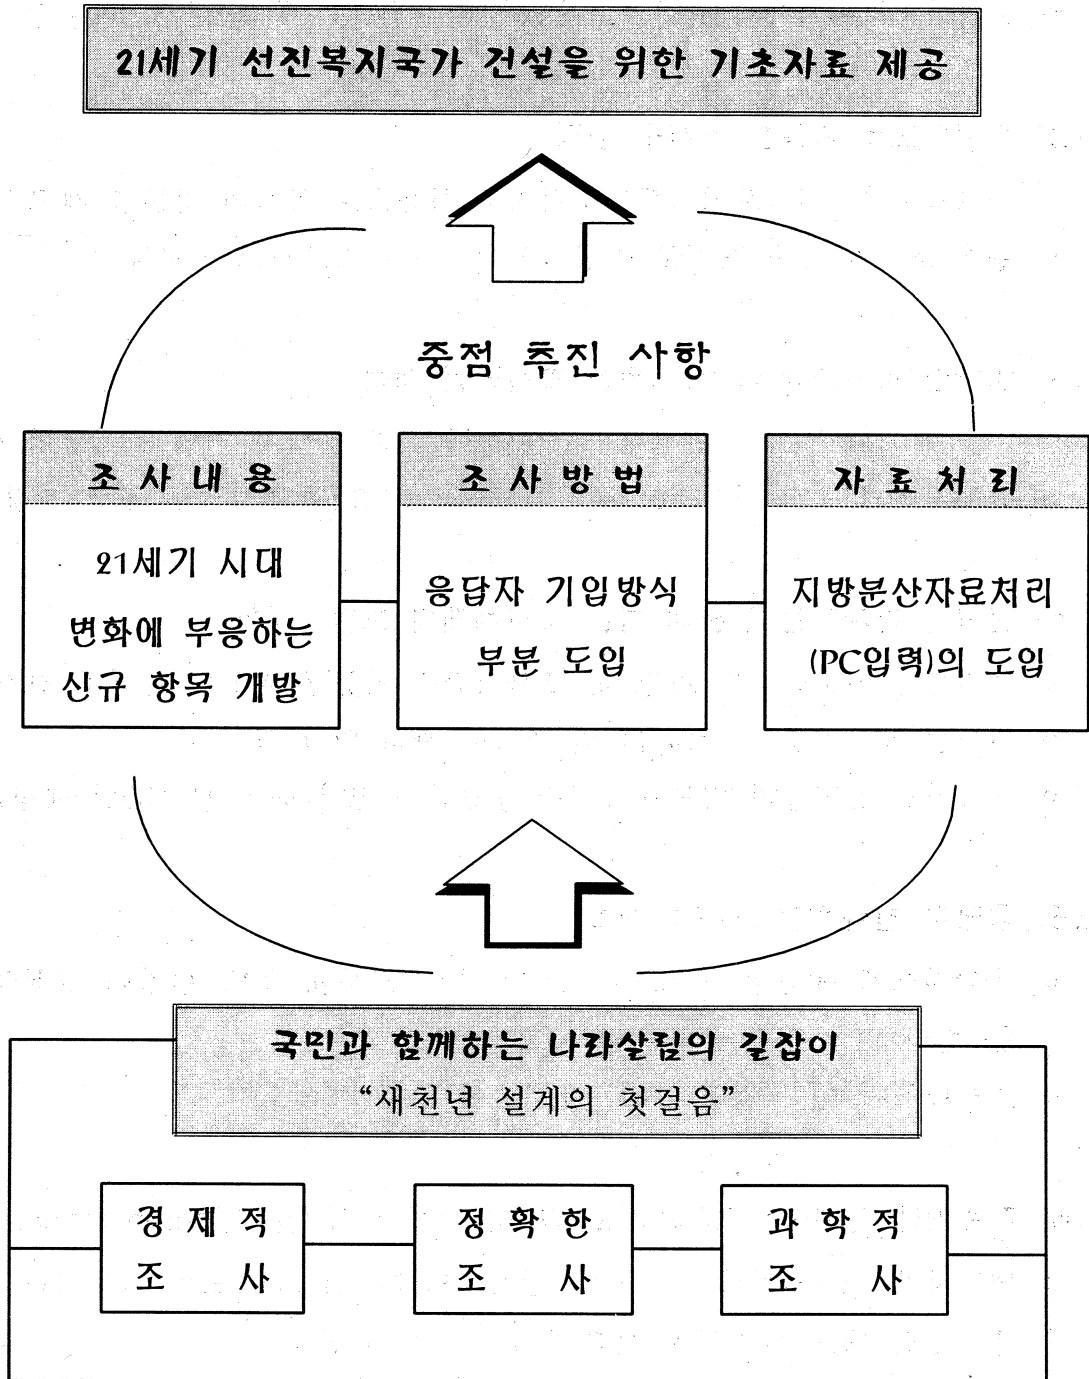 21세기 선진복지국가 건설을 위한 기초자료 제공
중점 추진 사항
조 사 내 용
21세기 시대
변화에 부응하는
신규 항목 개발
조 사 방 법
응답자 기입방식
부분 도입
자 료 처 리
지방분산자료처리
(PC입력)의 도입
국민과 함께하는 나라살림의 길잡이
“새천년 설계의 첫걸음”
경 제 적
조 사
정 확 한
조 사
과 학 적
조 사